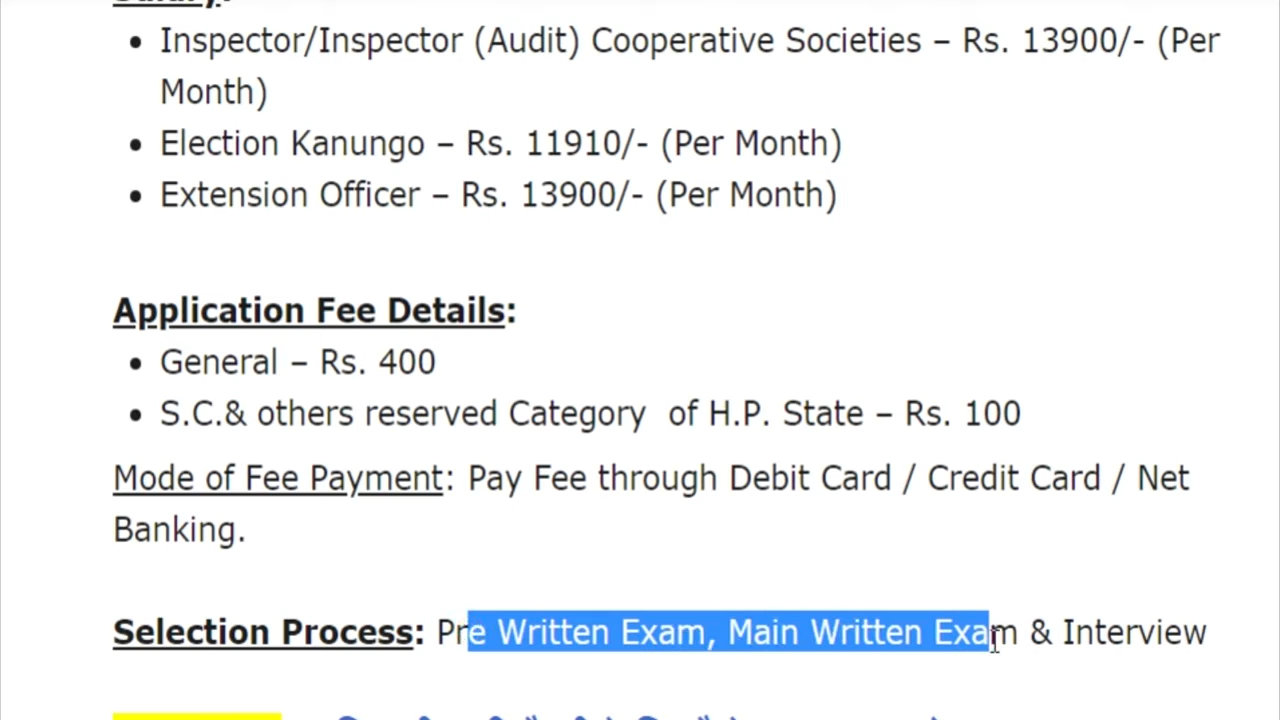 Salary:
• Inspector/Inspector (Audit) Cooperative Societies – Rs. 13900/- (Per
Month)
• Election Kanungo – Rs. 11910/- (Per Month)
• Extension Officer – Rs. 13900/- (Per Month)
Application Fee Details:
• General – Rs. 400
• S.C.& others reserved Category  of H.P. State – Rs. 100
Mode of Fee Payment: Pay Fee through Debit Card / Credit Card / Net
Banking.
Selection Process: Pre Written Exam, Main Written Exam & Interview